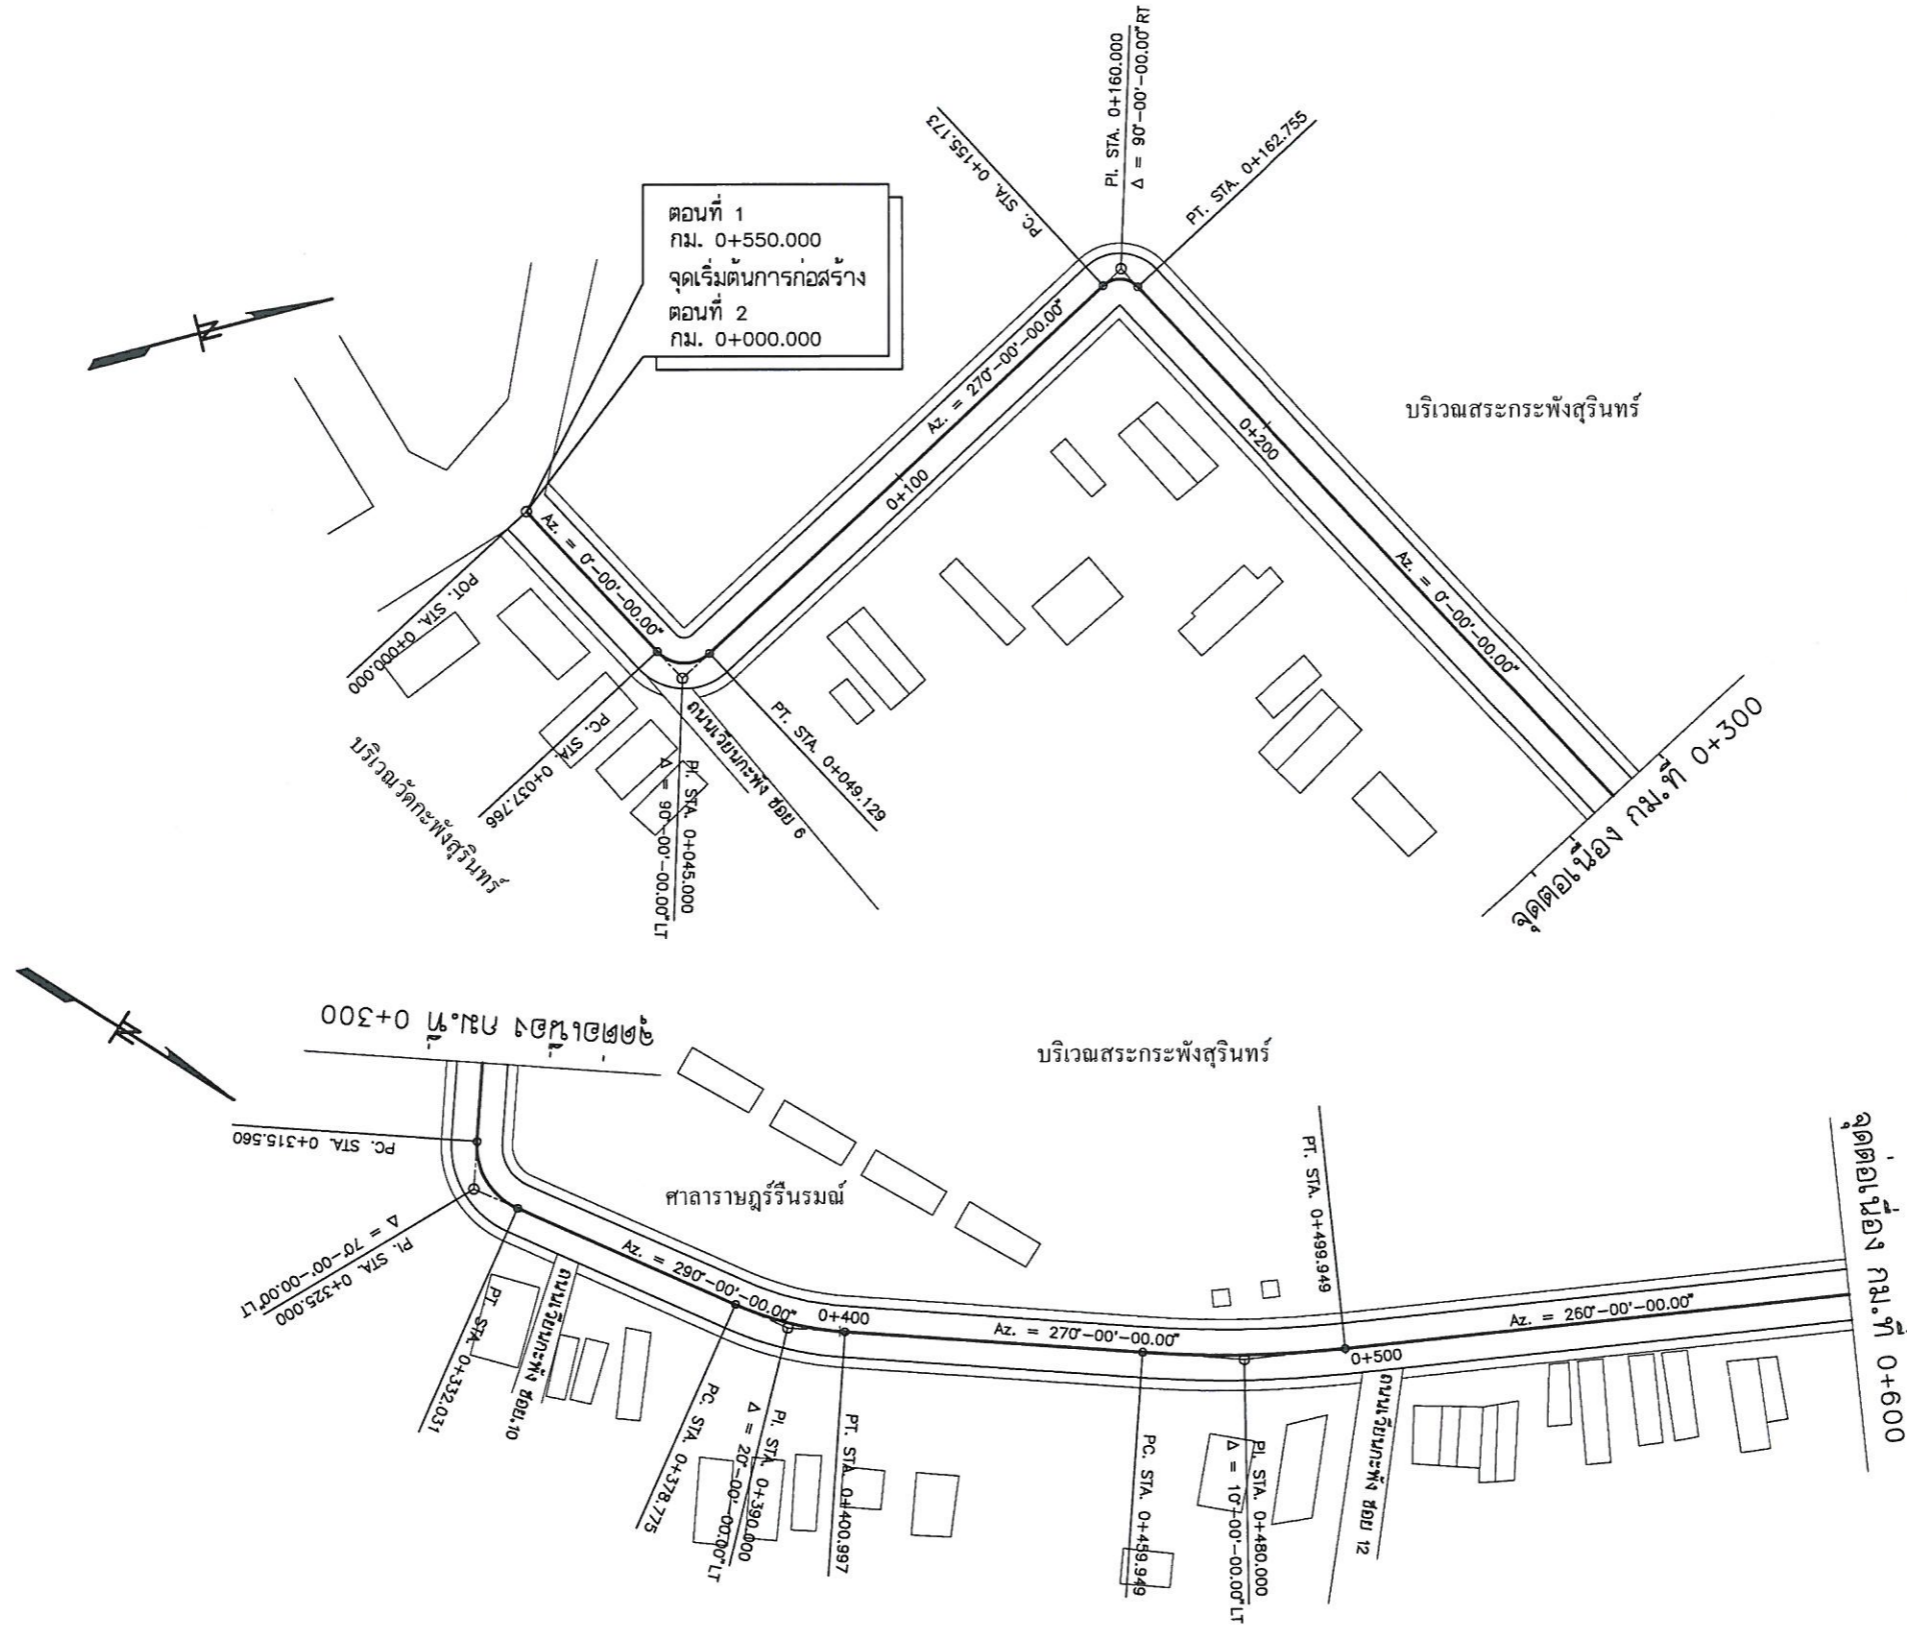 PC. STA. 0+155.173
PI. STA. 0+160.000
Δ = 90°-00'-00.00"RT
PT. STA. 0+162.755
ตอนที่ 1
กม. 0+550.000
จุดเริ่มต้นการก่อสร้าง
ตอนที่ 2
กม. 0+000.000
N
Az. = 270°-00'-00.00"
0+100
0+200
บริเวณสระกระพังสุรินทร์
Az. = 0°-00'-00.00"
Az. = 0°-00'-00.00"
POT. STA. 0+000.000
PC. STA. 0+037.766
PI. STA. 0+045.000
Δ = 90°-00'-00.00"LT
PT. STA. 0+049.129
ถนนเวียนกะพัง ซอย 6
บริเวณวัดกะพังสุรินทร์
จุดต่อเนื่อง กม.ที่ 0+300
N
จุดต่อเนื่อง กม.ที่ 0+300
บริเวณสระกระพังสุรินทร์
PC. STA. 0+315.560
PI. STA. 0+325.000
Δ = 70°-00'-00.00"LT
PT. STA. 0+332.031
ศาลาราษฎร์รื่นรมณ์
ถนนเวียนกะพัง ซอย.10
Az. = 290°-00'-00.00"
0+400
PC. STA. 0+378.775
PI. STA. 0+390.000
Δ = 20°-00'-00.00"LT
PT. STA. 0+400.997
Az. = 270°-00'-00.00"
PC. STA. 0+459.949
PI. STA. 0+480.000
Δ = 10°-00'-00.00"LT
PT. STA. 0+499.949
0+500
ถนนเวียนกะพัง ซอย 12
Az. = 260°-00'-00.00"
จุดต่อเนื่อง กม.ที่ 0+600